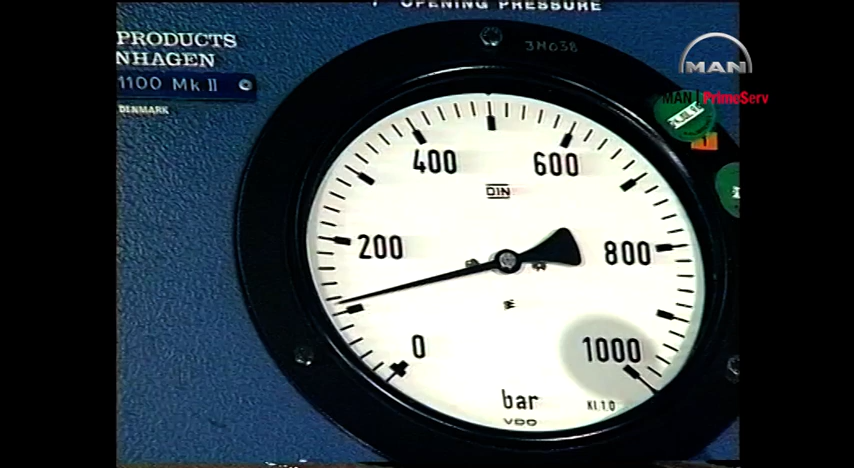 OPENING PRESSURE
PRODUCTS
NHAGEN
1100 Mk II
DENMARK
3H038
MAN
MAN | PrimeServ
400
600
DIN
200
800
0
1000
bar
Kl.1.0
VDO